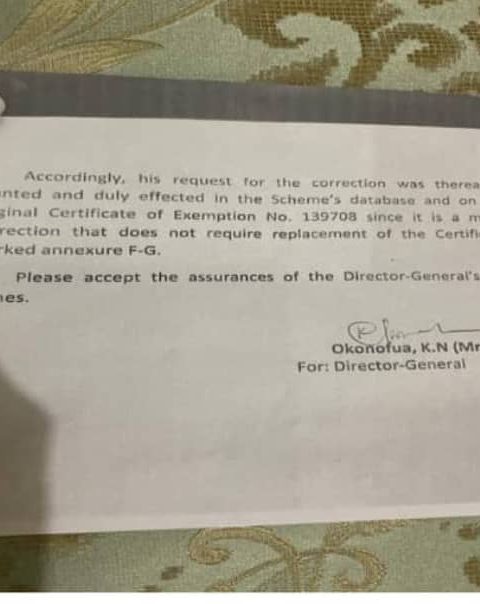 Accordingly, his request for the correction was therea
nted and duly effected in the Scheme's database and on
ginal Certificate of Exemption No. 139708 since it is a m
rection that does not require replacement of the Certifi
rked annexure F-G.
Please accept the assurances of the Director-General's
nes.
Okonofua, K.N (Mr
For: Director-General